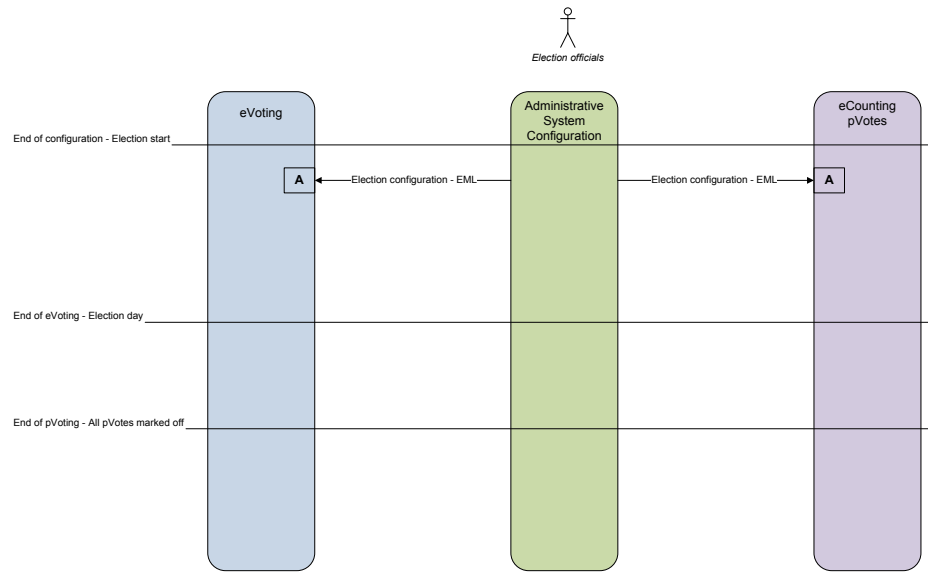 Election officials
eVoting
Administrative
System
Configuration
eCounting
pVotes
End of configuration - Election start
A
Election configuration - EML
Election configuration - EML
A
End of eVoting - Election day
End of pVoting - All pVotes marked off